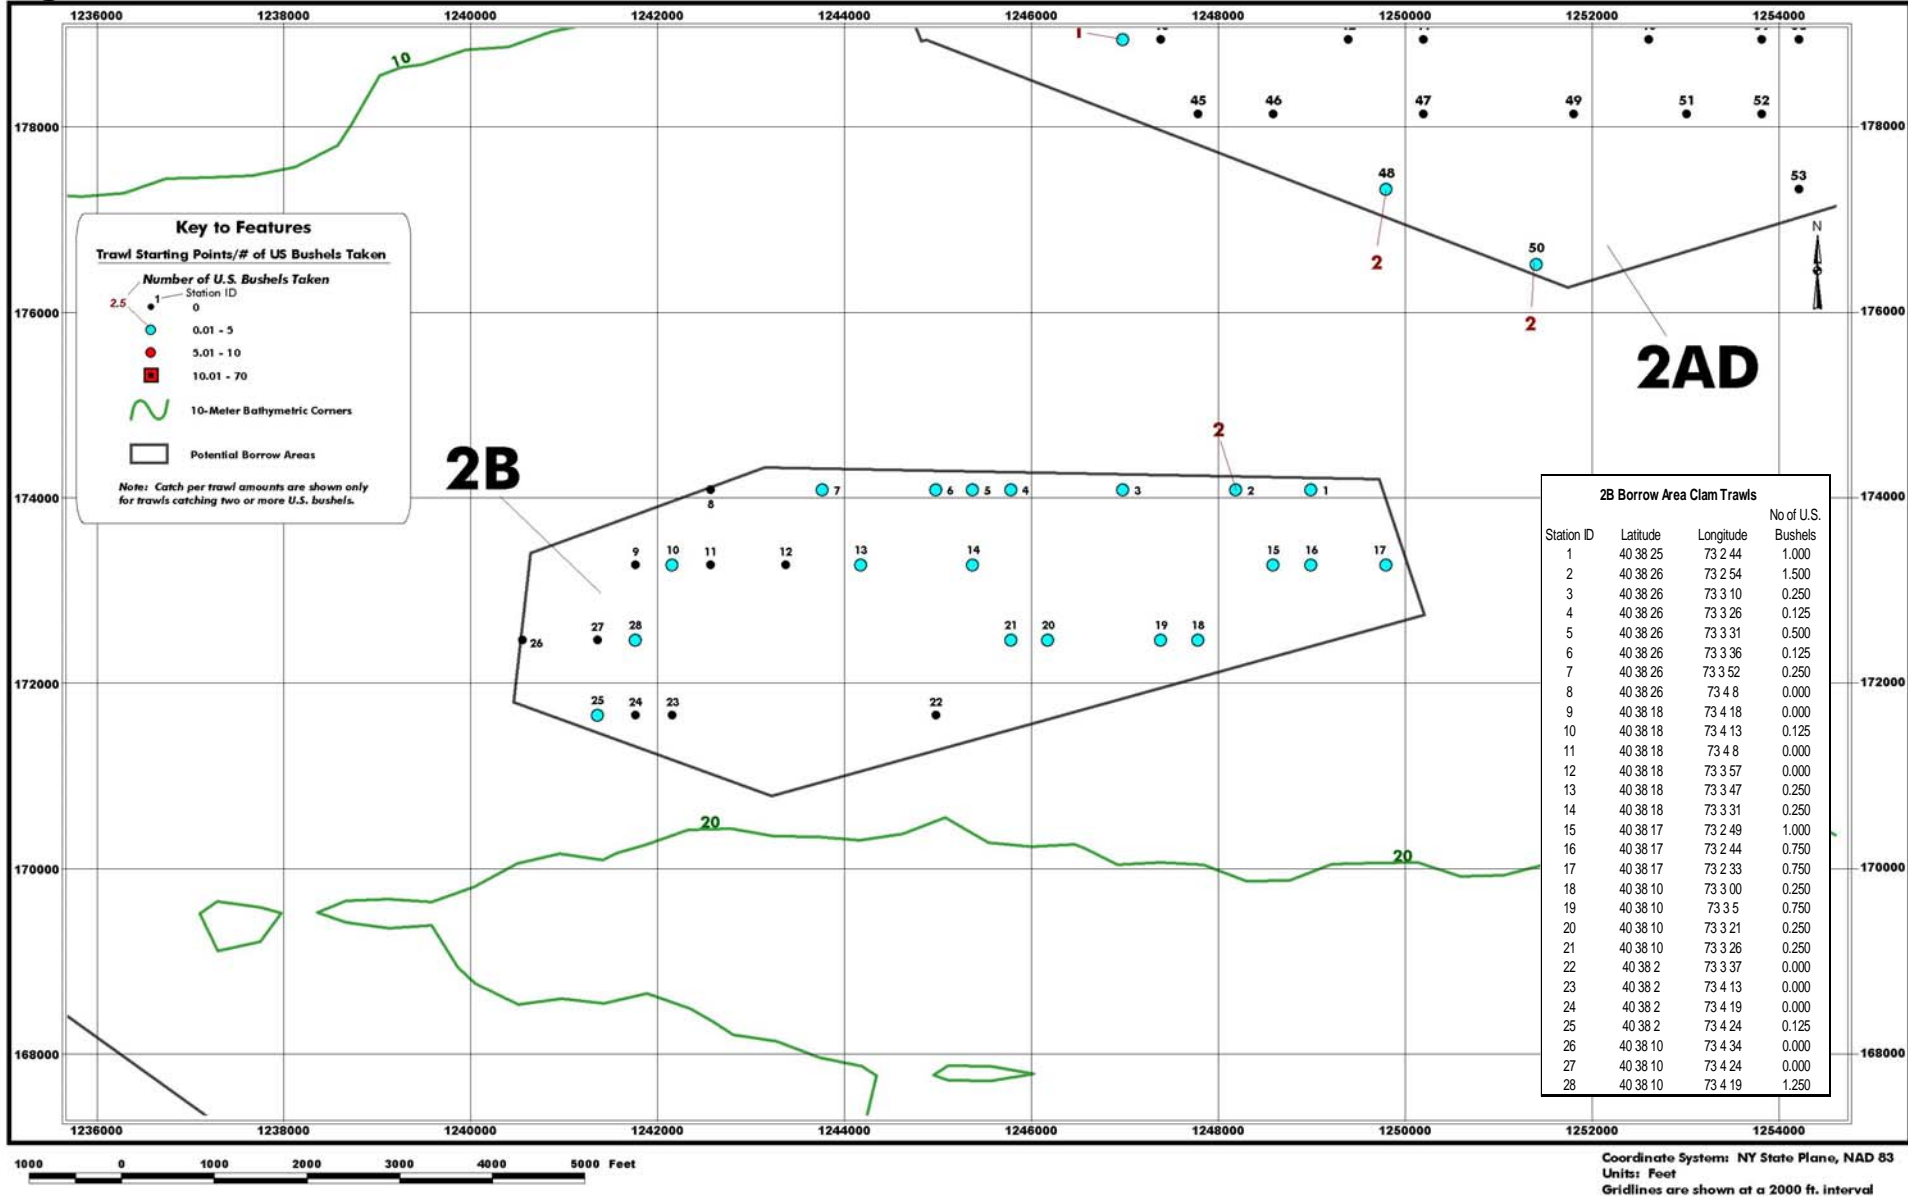 1236000 1238000 1240000 1242000 1244000 1246000 1248000 1250000 1252000 1254000
10
1
45 46 47 49 51 52
178000 178000
48
53
Key to Features
Trawl Starting Points/# of US Bushels Taken
Number of U.S. Bushels Taken
1 Station ID
2.5
0
0.01 - 5
5.01 - 10
10.01 - 70
10-Meter Bathymetric Corners
Potential Borrow Areas
Note: Catch per trawl amounts are shown only
for trawls catching two or more U.S. bushels.
N
2
50
176000 176000
2
2AD
2
2B
174000 174000
8 7 6 5 4 3 2 1
9 10 11 12 13 14 15 16 17
26 27 28 21 20 19 18
172000 172000
25 24 23 22
20
20
170000 170000
168000 168000
2B Borrow Area Clam Trawls
No of U.S.
Station ID Latitude Longitude Bushels
1 40 38 25 73 2 44 1.000
2 40 38 26 73 2 54 1.500
3 40 38 26 73 3 10 0.250
4 40 38 26 73 3 26 0.125
5 40 38 26 73 3 31 0.500
6 40 38 26 73 3 36 0.125
7 40 38 26 73 3 52 0.250
8 40 38 26 73 4 8 0.000
9 40 38 18 73 4 18 0.000
10 40 38 18 73 4 13 0.125
11 40 38 18 73 4 8 0.000
12 40 38 18 73 3 57 0.000
13 40 38 18 73 3 47 0.250
14 40 38 18 73 3 31 0.250
15 40 38 17 73 2 49 1.000
16 40 38 17 73 2 44 0.750
17 40 38 17 73 2 33 0.750
18 40 38 10 73 3 00 0.250
19 40 38 10 73 3 5 0.750
20 40 38 10 73 3 21 0.250
21 40 38 10 73 3 26 0.250
22 40 38 2 73 3 37 0.000
23 40 38 2 73 4 13 0.000
24 40 38 2 73 4 19 0.000
25 40 38 2 73 4 24 0.125
26 40 38 10 73 4 34 0.000
27 40 38 10 73 4 24 0.000
28 40 38 10 73 4 19 1.250
1236000 1238000 1240000 1242000 1244000 1246000 1248000 1250000 1252000 1254000
1000 0 1000 2000 3000 4000 5000 Feet
Coordinate System: NY State Plane, NAD 83
Units: Feet
Gridlines are shown at a 2000 ft. interval